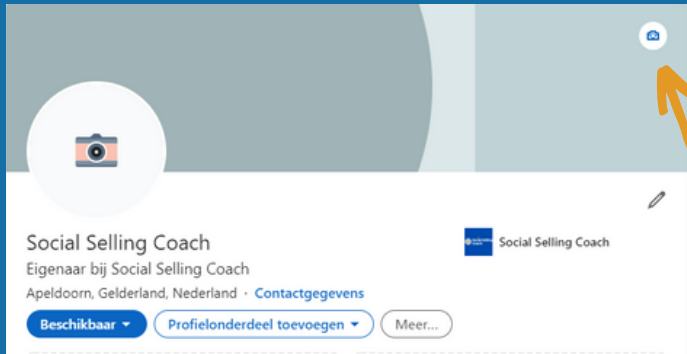 Social Selling Coach
Social Selling Coach
Eigenaar bij Social Selling Coach
Apeldoorn, Gelderland, Nederland · Contactgegevens
Beschikbaar
Profielonderdeel toevoegen
Meer...